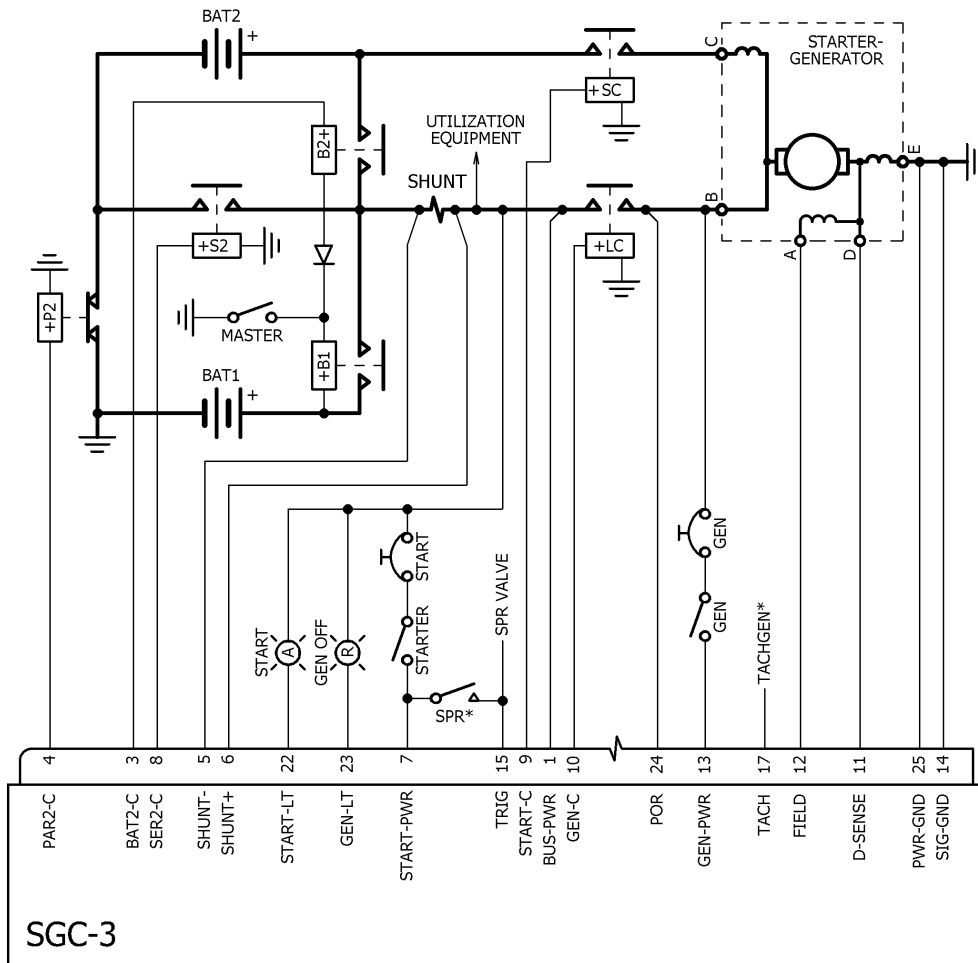 BAT2
+
C
STARTER-
GENERATOR
+SC
UTILIZATION
EQUIPMENT
B2+
SHUNT
B
E
+S2
+LC
A
D
+P2
MASTER
+B1
BAT1
+
START
GEN
START
A
GEN OFF
R
STARTER
SPR VALVE
GEN
TACHGEN*
SPR*
4
3
8
5
6
22
23
7
15
9
1
10
24
13
17
12
11
25
14
PAR2-C
BAT2-C
SER2-C
SHUNT-
SHUNT+
START-LT
GEN-LT
START-PWR
TRIG
START-C
BUS-PWR
GEN-C
POR
GEN-PWR
TACH
FIELD
D-SENSE
PWR-GND
SIG-GND
SGC-3